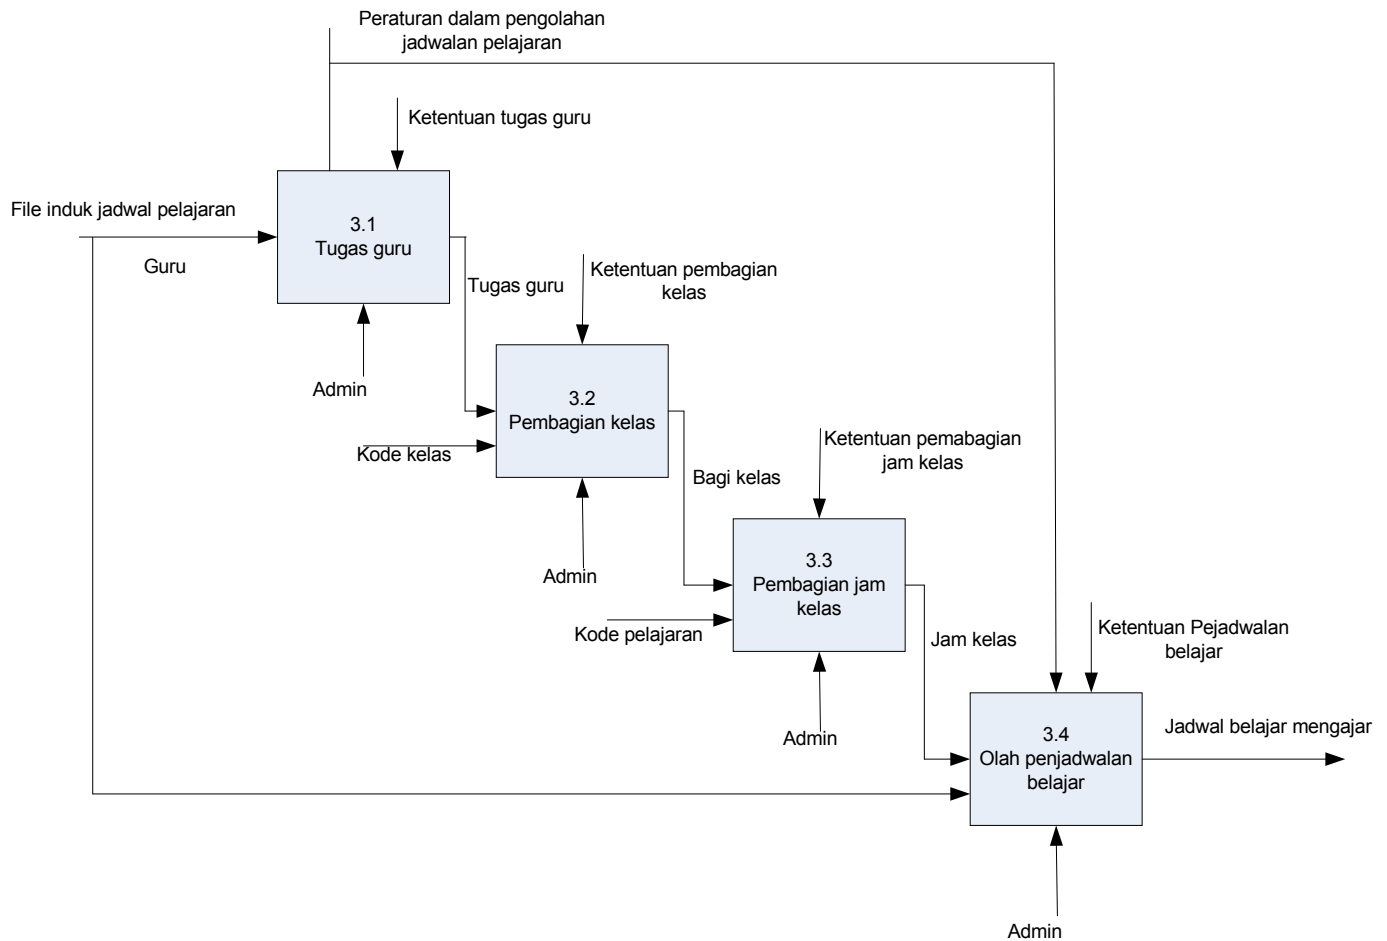 Peraturan dalam pengolahan
jadwalan pelajaran
Ketentuan tugas guru
File induk jadwal pelajaran
Guru
3.1
Tugas guru
Tugas guru
Admin
Ketentuan pembagian
kelas
3.2
Pembagian kelas
Kode kelas
Bagi kelas
Admin
Ketentuan pemabagian
jam kelas
3.3
Pembagian jam
kelas
Kode pelajaran
Jam kelas
Admin
Ketentuan Pejadwalan
belajar
3.4
Olah penjadwalan
belajar
Jadwal belajar mengajar
Admin